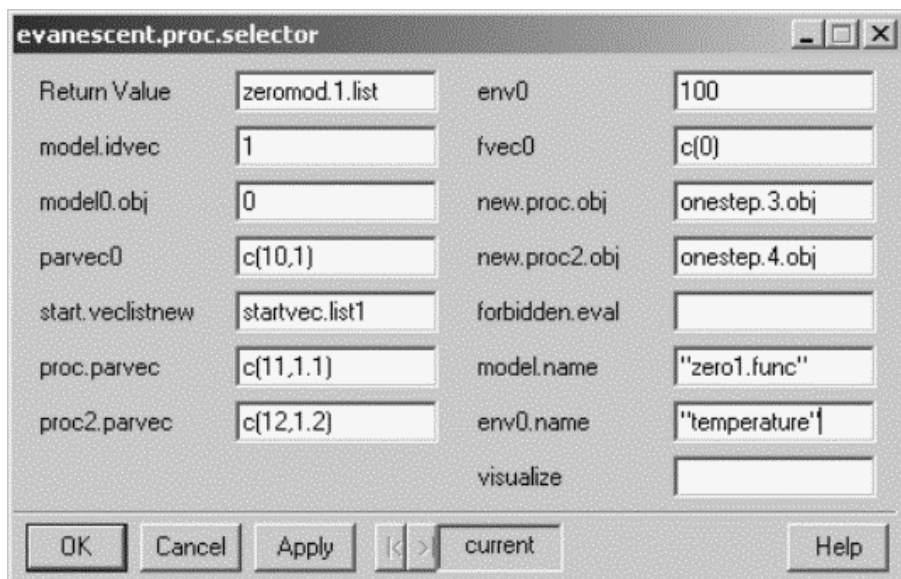 evanescent.proc.selector
Return Value zeromod.1.list env0 100
model.idvec 1 fvec0 c(0)
model0.obj 0 new.proc.obj onestep.3.obj
parvec0 c(10,1) new.proc2.obj onestep.4.obj
start.veclistnew startvec.list1 forbidden.eval
proc.parvec c(11,1.1) model.name "zero1.func"
proc2.parvec c(12,1.2) env0.name "temperature"
visualize
OK Cancel Apply current Help